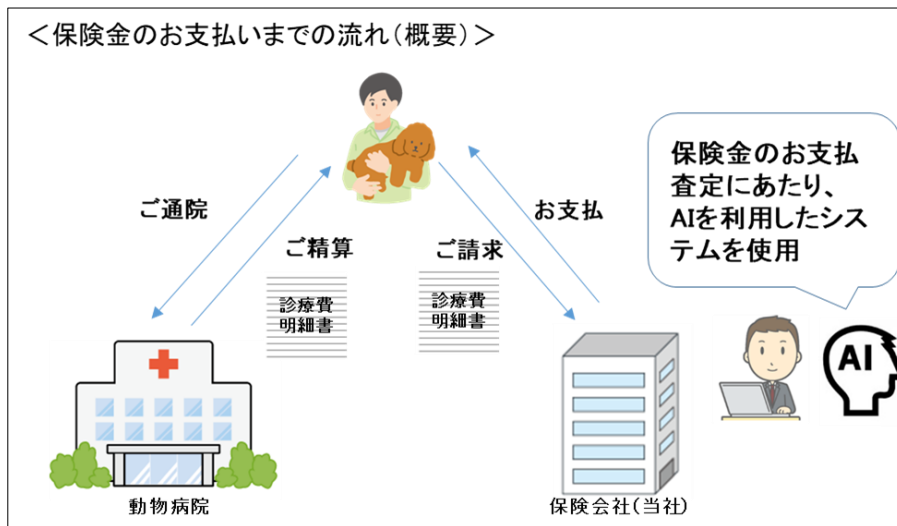 ＜保険金のお支払いまでの流れ（概要）＞
保険金のお支払
査定にあたり、
AIを利用したシス
テムを使用
ご通院
お支払
ご精算
ご請求
診療費
明細書
診療費
明細書
AI
動物病院
保険会社（当社）